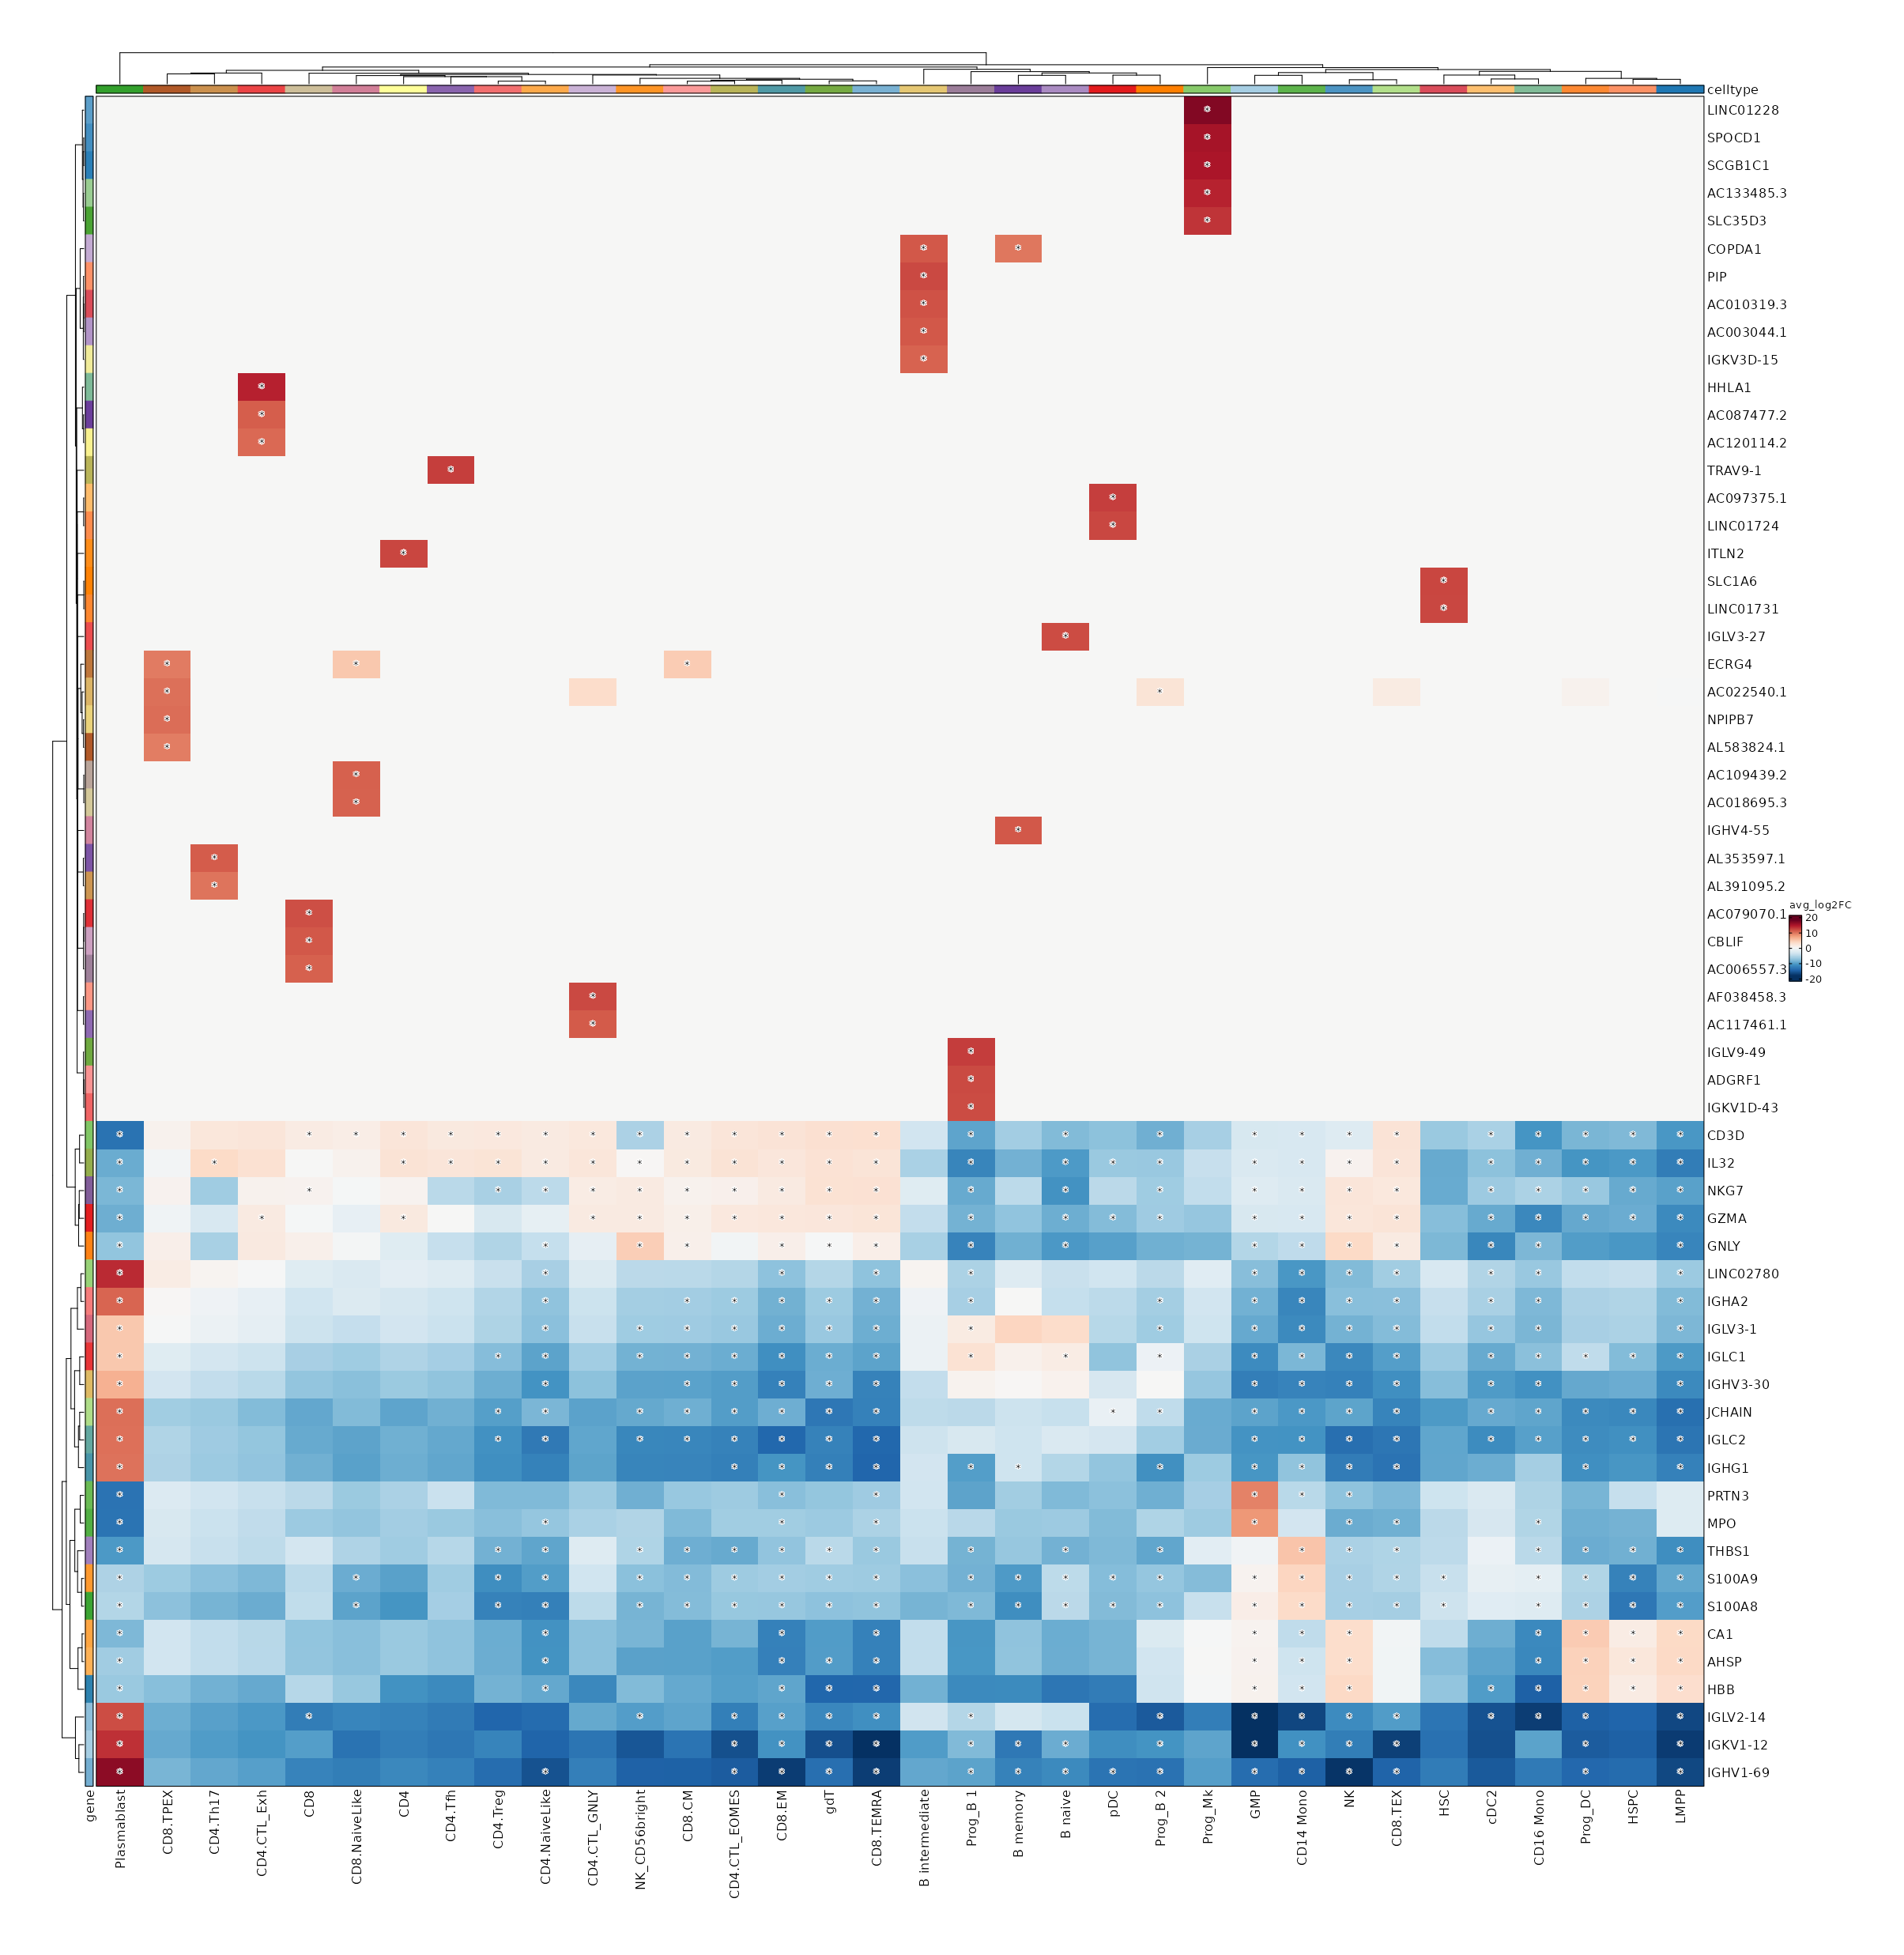 celltype
LINC01228
SPOCD1
SCGB1C1
AC133485.3
SLC35D3
COPDA1
PIP
AC010319.3
AC003044.1
IGKV3D-15
HHLA1
AC087477.2
AC120114.2
TRAV9-1
AC097375.1
LINC01724
ITLN2
SLC1A6
LINC01731
IGLV3-27
ECRG4
AC022540.1
NPIPB7
AL583824.1
AC109439.2
AC018695.3
IGHV4-55
AL353597.1
AL391095.2
AC079070.1
CBLIF
AC006557.3
AF038458.3
AC117461.1
IGLV9-49
ADGRF1
IGKV1D-43
CD3D
IL32
NKG7
GZMA
GNLY
LINC02780
IGHA2
IGLV3-1
IGLC1
IGHV3-30
JCHAIN
IGLC2
IGHG1
PRTN3
MPO
THBS1
S100A9
S100A8
CA1
AHSP
HBB
IGLV2-14
IGKV1-12
IGHV1-69
avg_log2FC
20
10
0
-10
-20
gene
Plasmablast
CD8.TPEX
CD4.Th17
CD4.CTL_Exh
CD8
CD8.NaiveLike
CD4
CD4.Tfh
CD4.Treg
CD4.NaiveLike
CD4.CTL_GNLY
NK_CD56bright
CD8.CM
CD4.CTL_EOMES
CD8.EM
gdT
CD8.TEMRA
B intermediate
Prog_B 1
B memory
B naive
pDC
Prog_B 2
Prog_Mk
GMP
CD14 Mono
NK
CD8.TEX
HSC
cDC2
CD16 Mono
Prog_DC
HSPC
LMPP